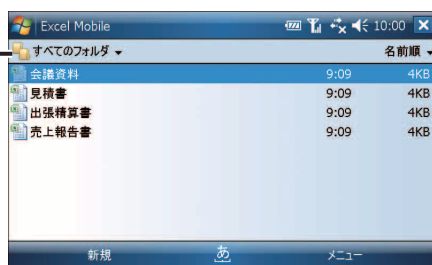 Excel Mobile 10:00
すべてのフォルダ 名前順
会議資料 9:09 4KB
見積書 9:09 4KB
出張精算書 9:09 4KB
売上報告書 9:09 4KB
新規 あ メニュー